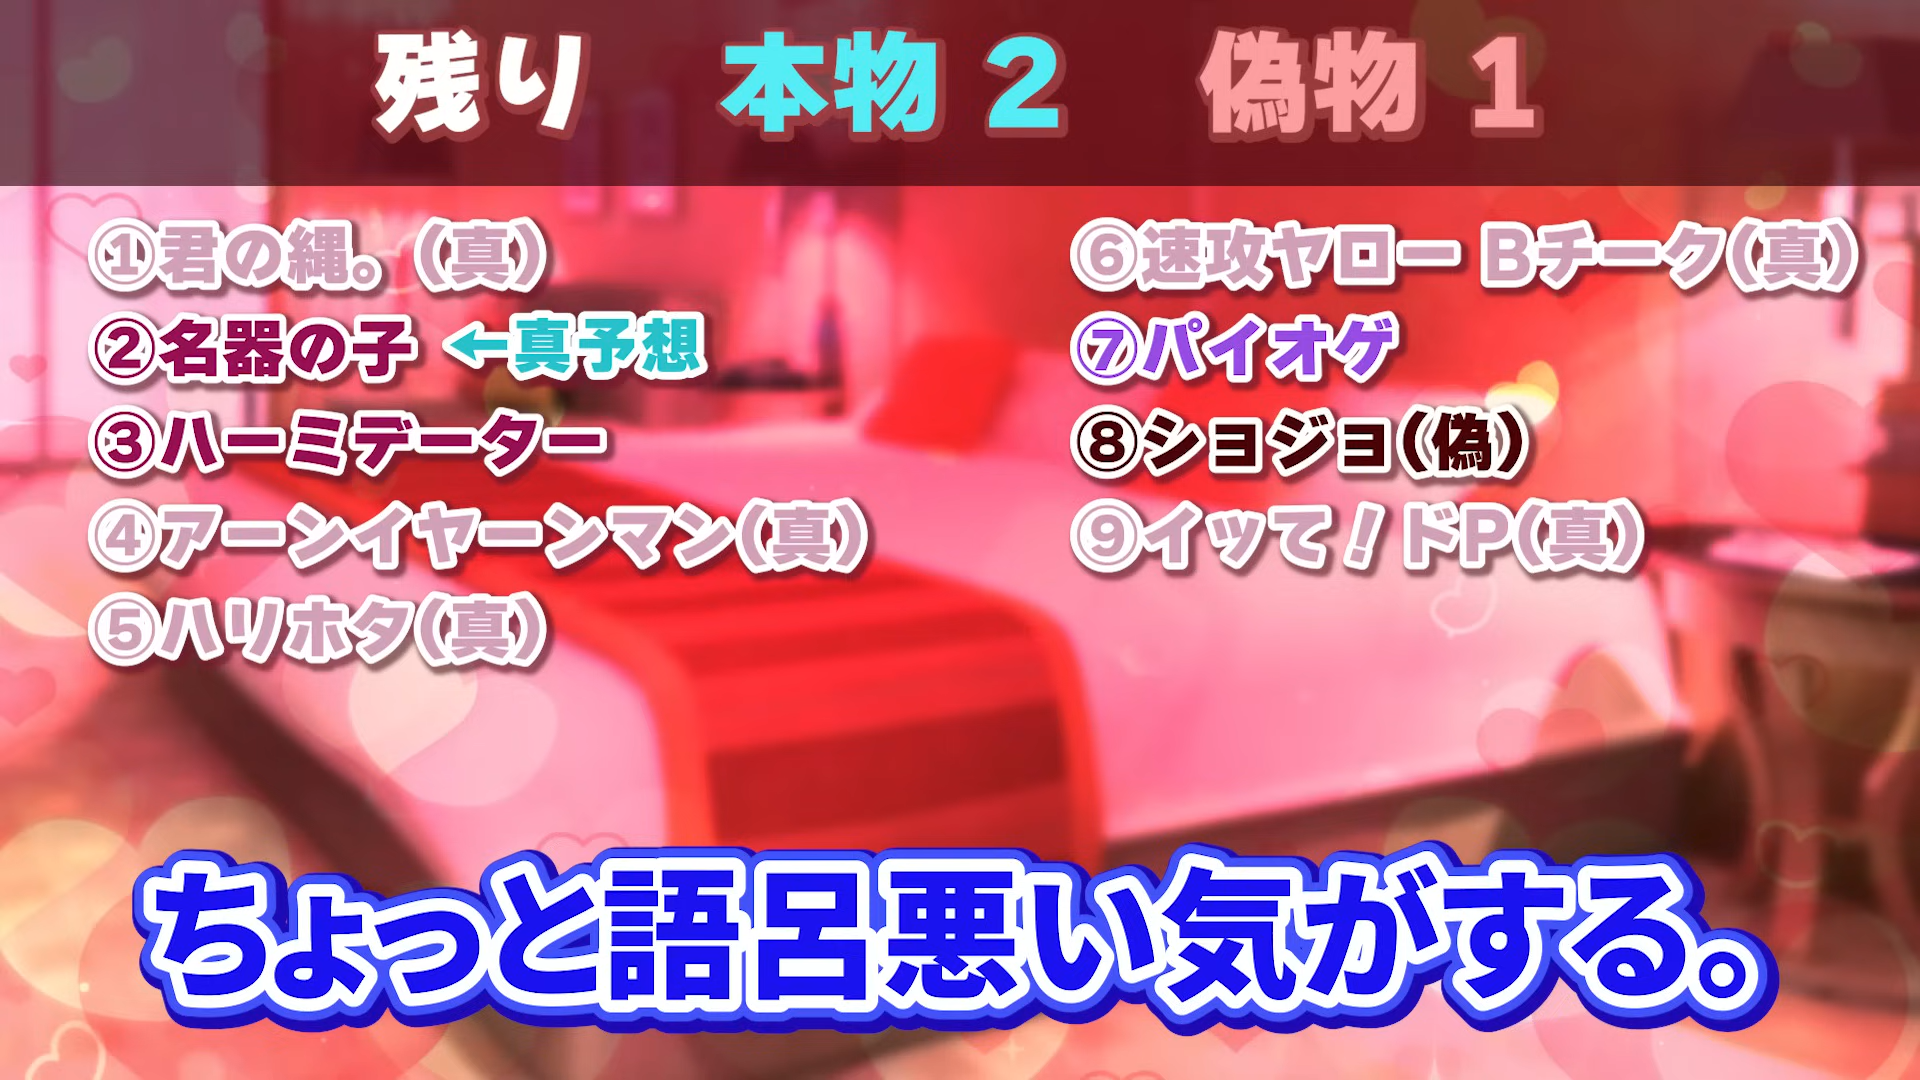 残り 本物 2 偽物 1
①君の縄。(真)
②名器の子 ←真予想
③ハーミデーター
④アーンイヤーンマン(真)
⑤ハリホタ(真)
⑥速攻ヤロー Bチーク(真)
⑦パイオゲ
⑧ショジョ(偽)
⑨イッて!ドP(真)
ちょっと語呂悪い気がする。